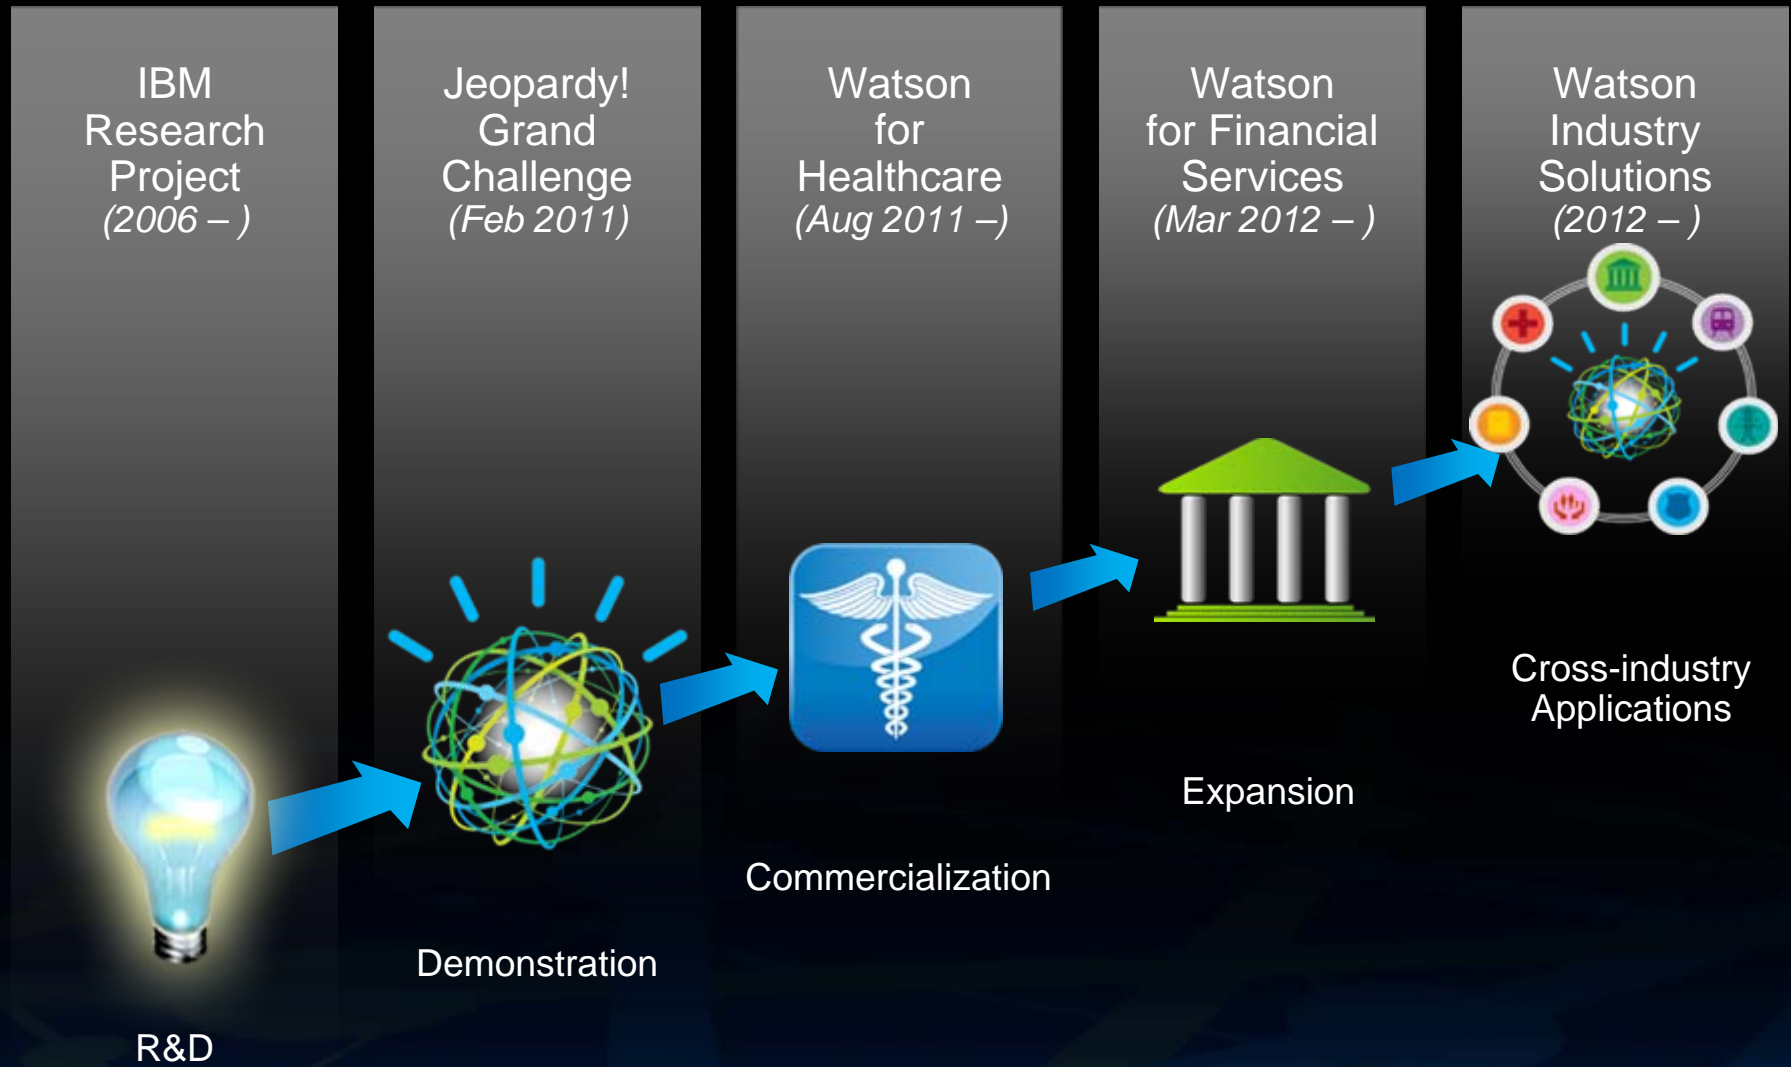 IBM
Research
Project
(2006 – )
Jeopardy!
Grand
Challenge
(Feb 2011)
Watson
for
Healthcare
(Aug 2011 –)
Watson
for Financial
Services
(Mar 2012 – )
Watson
Industry
Solutions
(2012 – )
Cross-industry
Applications
Expansion
Commercialization
Demonstration
R&D